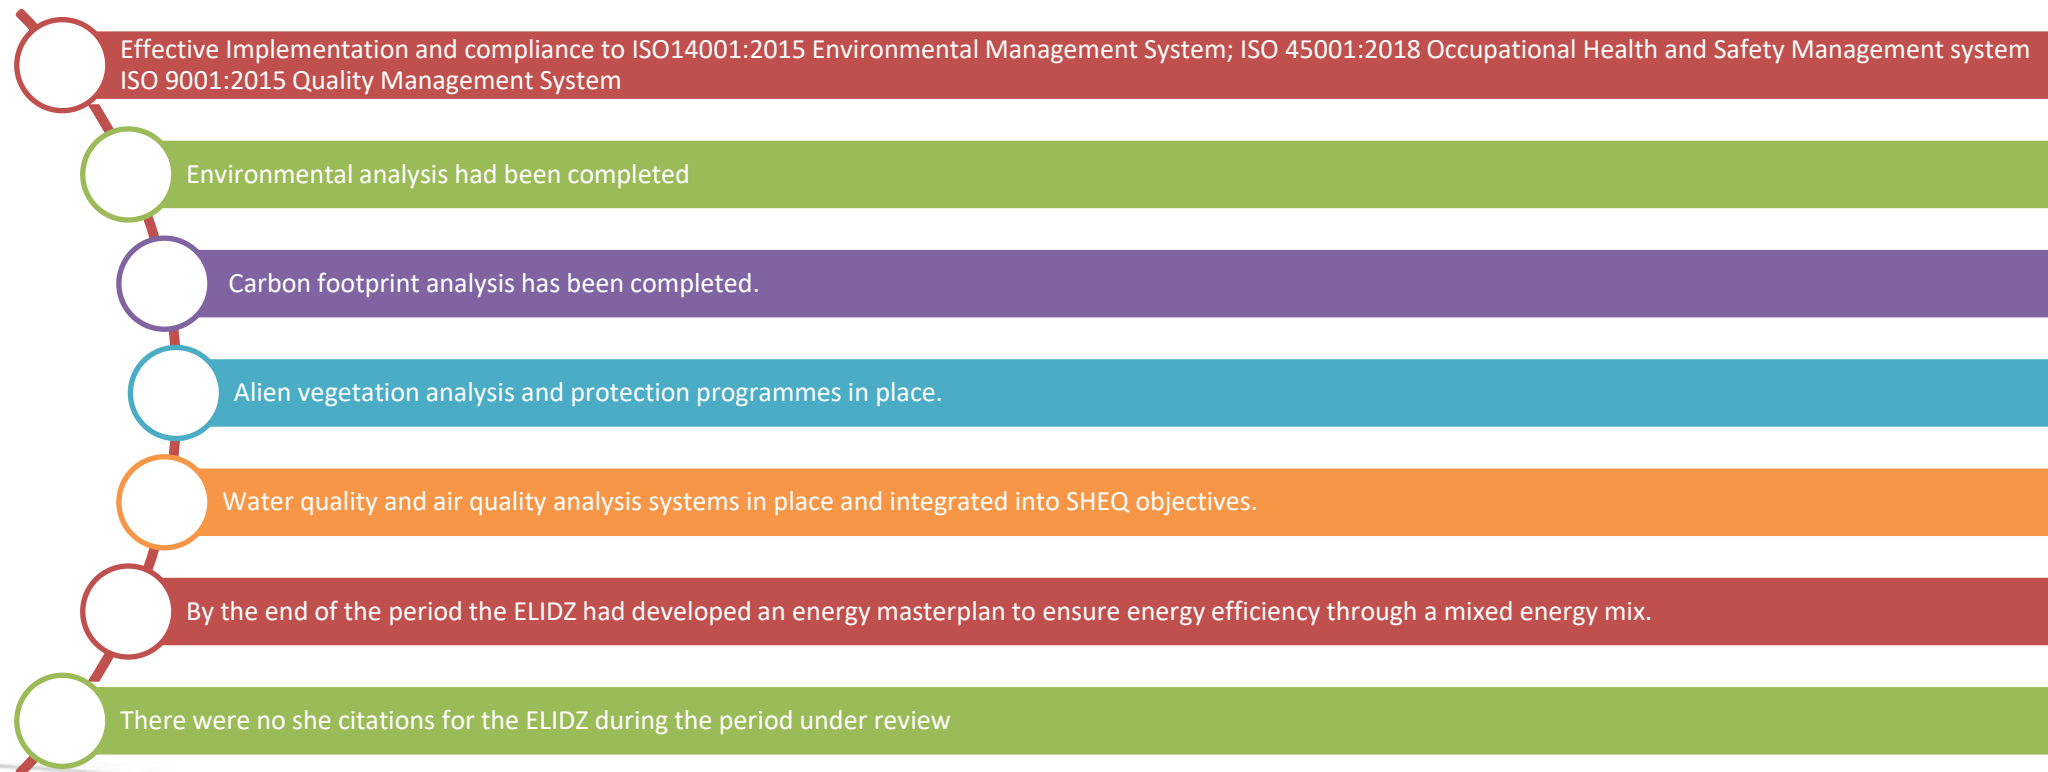 Effective Implementation and compliance to ISO14001:2015 Environmental Management System; ISO 45001:2018 Occupational Health and Safety Management system
ISO 9001:2015 Quality Management System
Environmental analysis had been completed
Carbon footprint analysis has been completed.
Alien vegetation analysis and protection programmes in place.
Water quality and air quality analysis systems in place and integrated into SHEQ objectives.
By the end of the period the ELIDZ had developed an energy masterplan to ensure energy efficiency through a mixed energy mix.
There were no she citations for the ELIDZ during the period under review